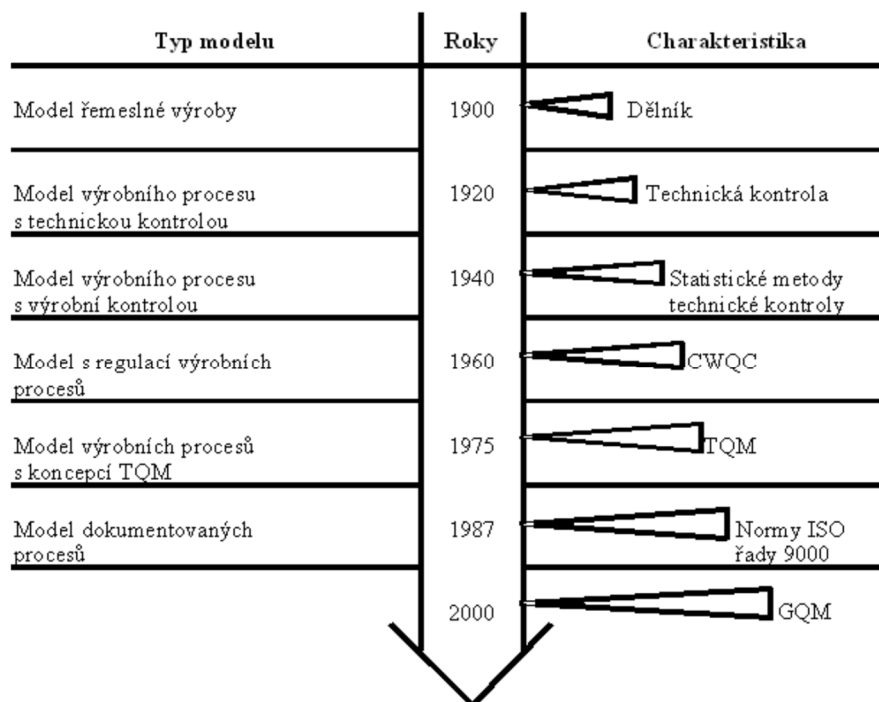 Typ modelu Roky Charakteristika
Model řemeslné výroby 1900 Dělník
Model výrobního procesu
s technickou kontrolou 1920 Technická kontrola
Model výrobního procesu
s výrobní kontrolou 1940 Statistické metody
technické kontroly
Model s regulací výrobních
procesů 1960 CWQC
Model výrobních procesů
s koncepcí TQM 1975 TQM
Model dokumentovaných
procesů 1987 Normy ISO
řady 9000
2000 GQM